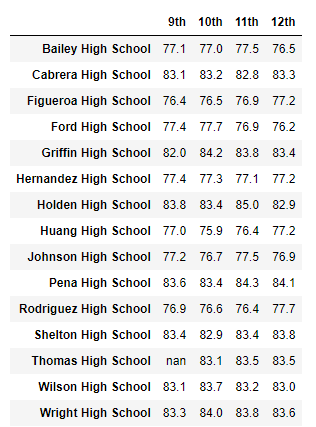 9th 10th 11th 12th
Bailey High School 77.1 77.0 77.5 76.5
Cabrera High School 83.1 83.2 82.8 83.3
Figueroa High School 76.4 76.5 76.9 77.2
Ford High School 77.4 77.7 76.9 76.2
Griffin High School 82.0 84.2 83.8 83.4
Hernandez High School 77.4 77.3 77.1 77.2
Holden High School 83.8 83.4 85.0 82.9
Huang High School 77.0 75.9 76.4 77.2
Johnson High School 77.2 76.7 77.5 76.9
Pena High School 83.6 83.4 84.3 84.1
Rodriguez High School 76.9 76.6 76.4 77.7
Shelton High School 83.4 82.9 83.4 83.8
Thomas High School nan 83.1 83.5 83.5
Wilson High School 83.1 83.7 83.2 83.0
Wright High School 83.3 84.0 83.8 83.6